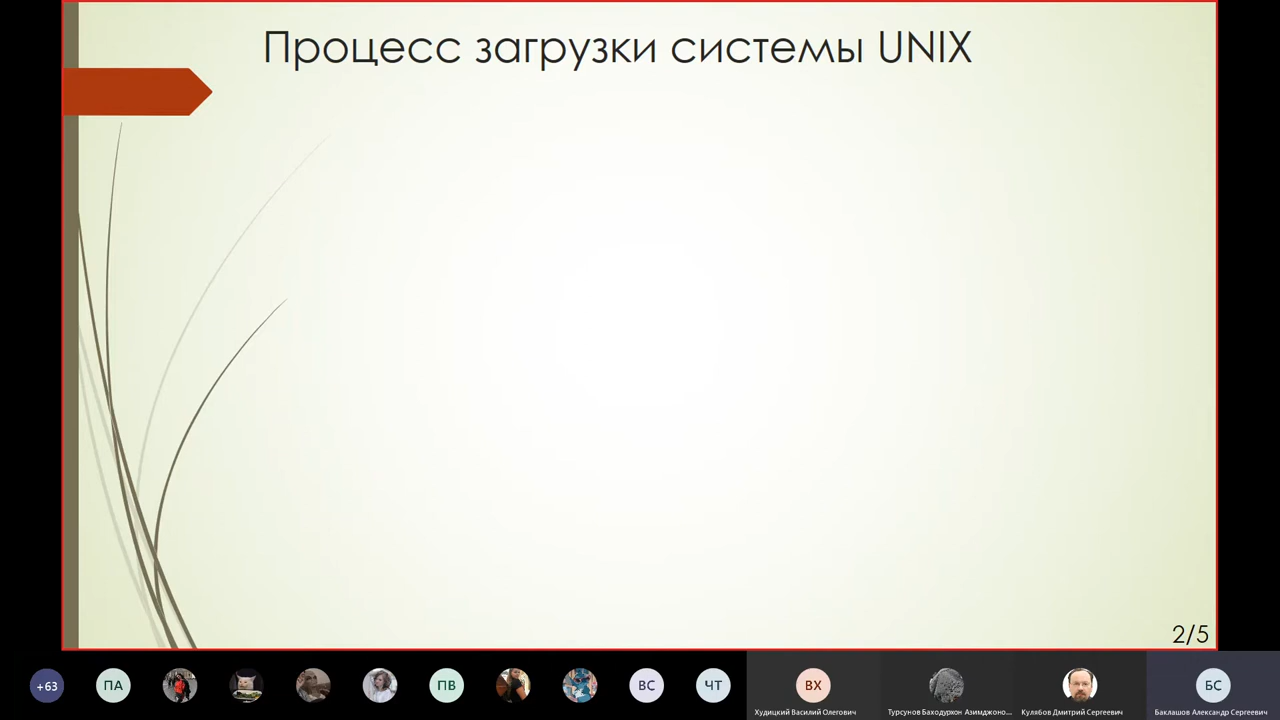 Процесс загрузки системы UNIX
2/5
+63
ПА
ПВ
ВС
ЧТ
ВХ
БС
Худицкий Василий Олегович
Турсунов Баходурхон Азимджоно...
Кулябов Дмитрий Сергеевич
Баклашов Александр Сергеевич